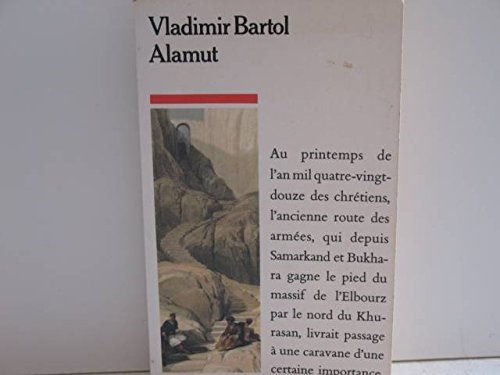 Vladimir Bartol
Alamut
Au printemps de
l'an mil quatre-vingt-
douze des chrétiens,
l'ancienne route des
armées, qui depuis
Samarkand et Bukha-
ra gagne le pied du
massif de l'Elbourz
par le nord du Khu-
rasan, livrait passage
à une caravane d'une
certaine importance.